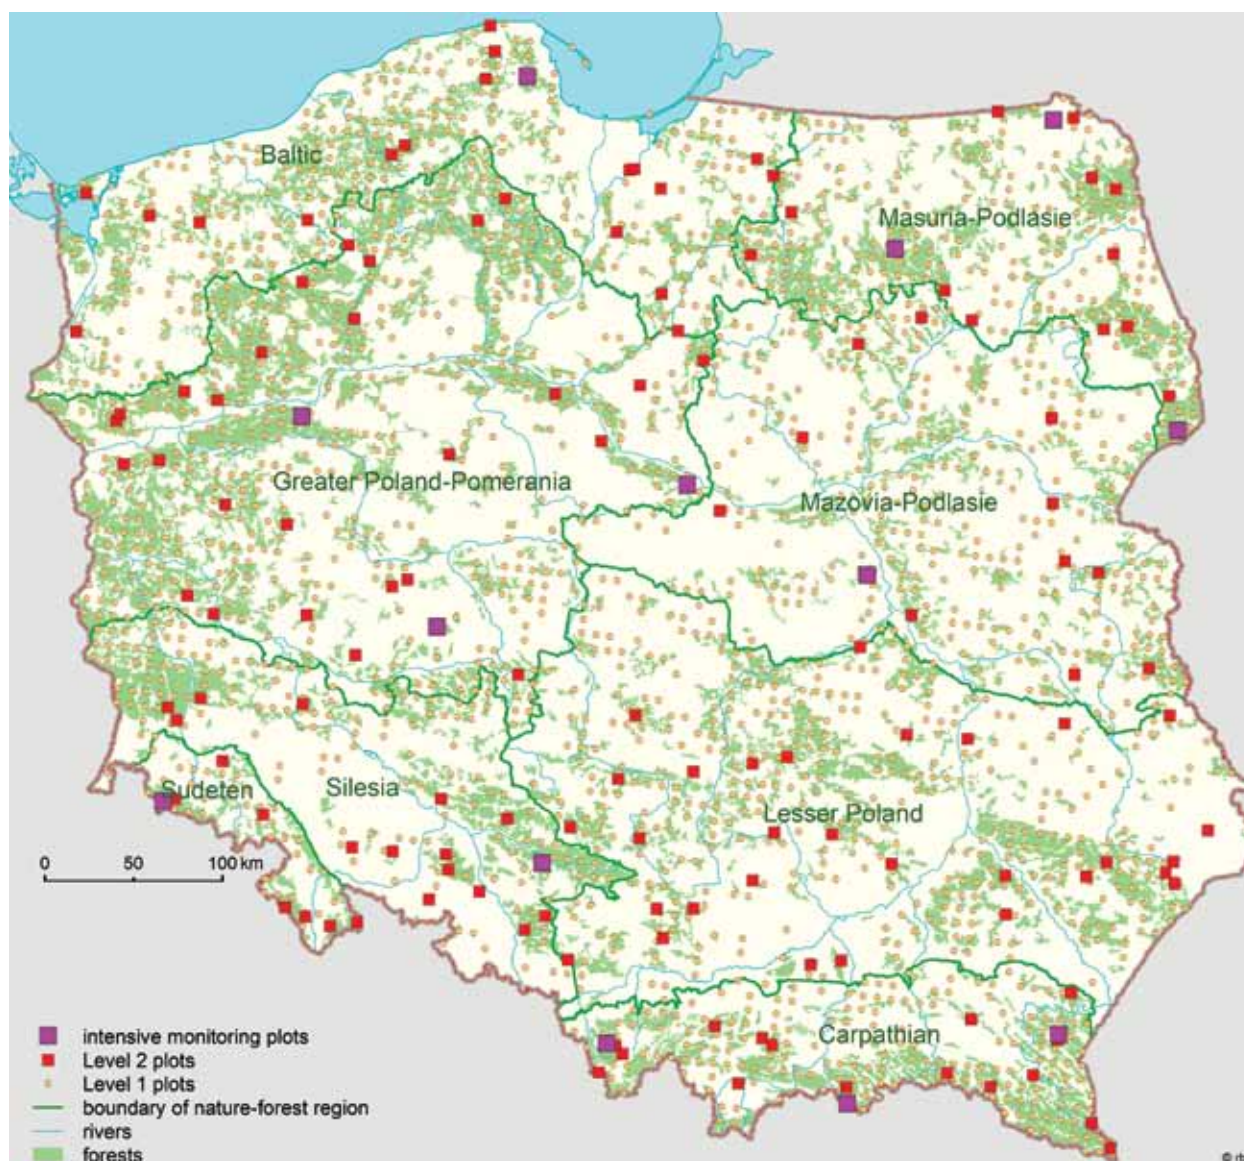 Baltic
Masuria-Podlasie
Greater Poland-Pomerania
Mazovia-Podlasie
Sudeten
Silesia
Lesser Poland
0 50 100 km
Carpathian
intensive monitoring plots
Level 2 plots
Level 1 plots
boundary of nature-forest region
rivers
forests